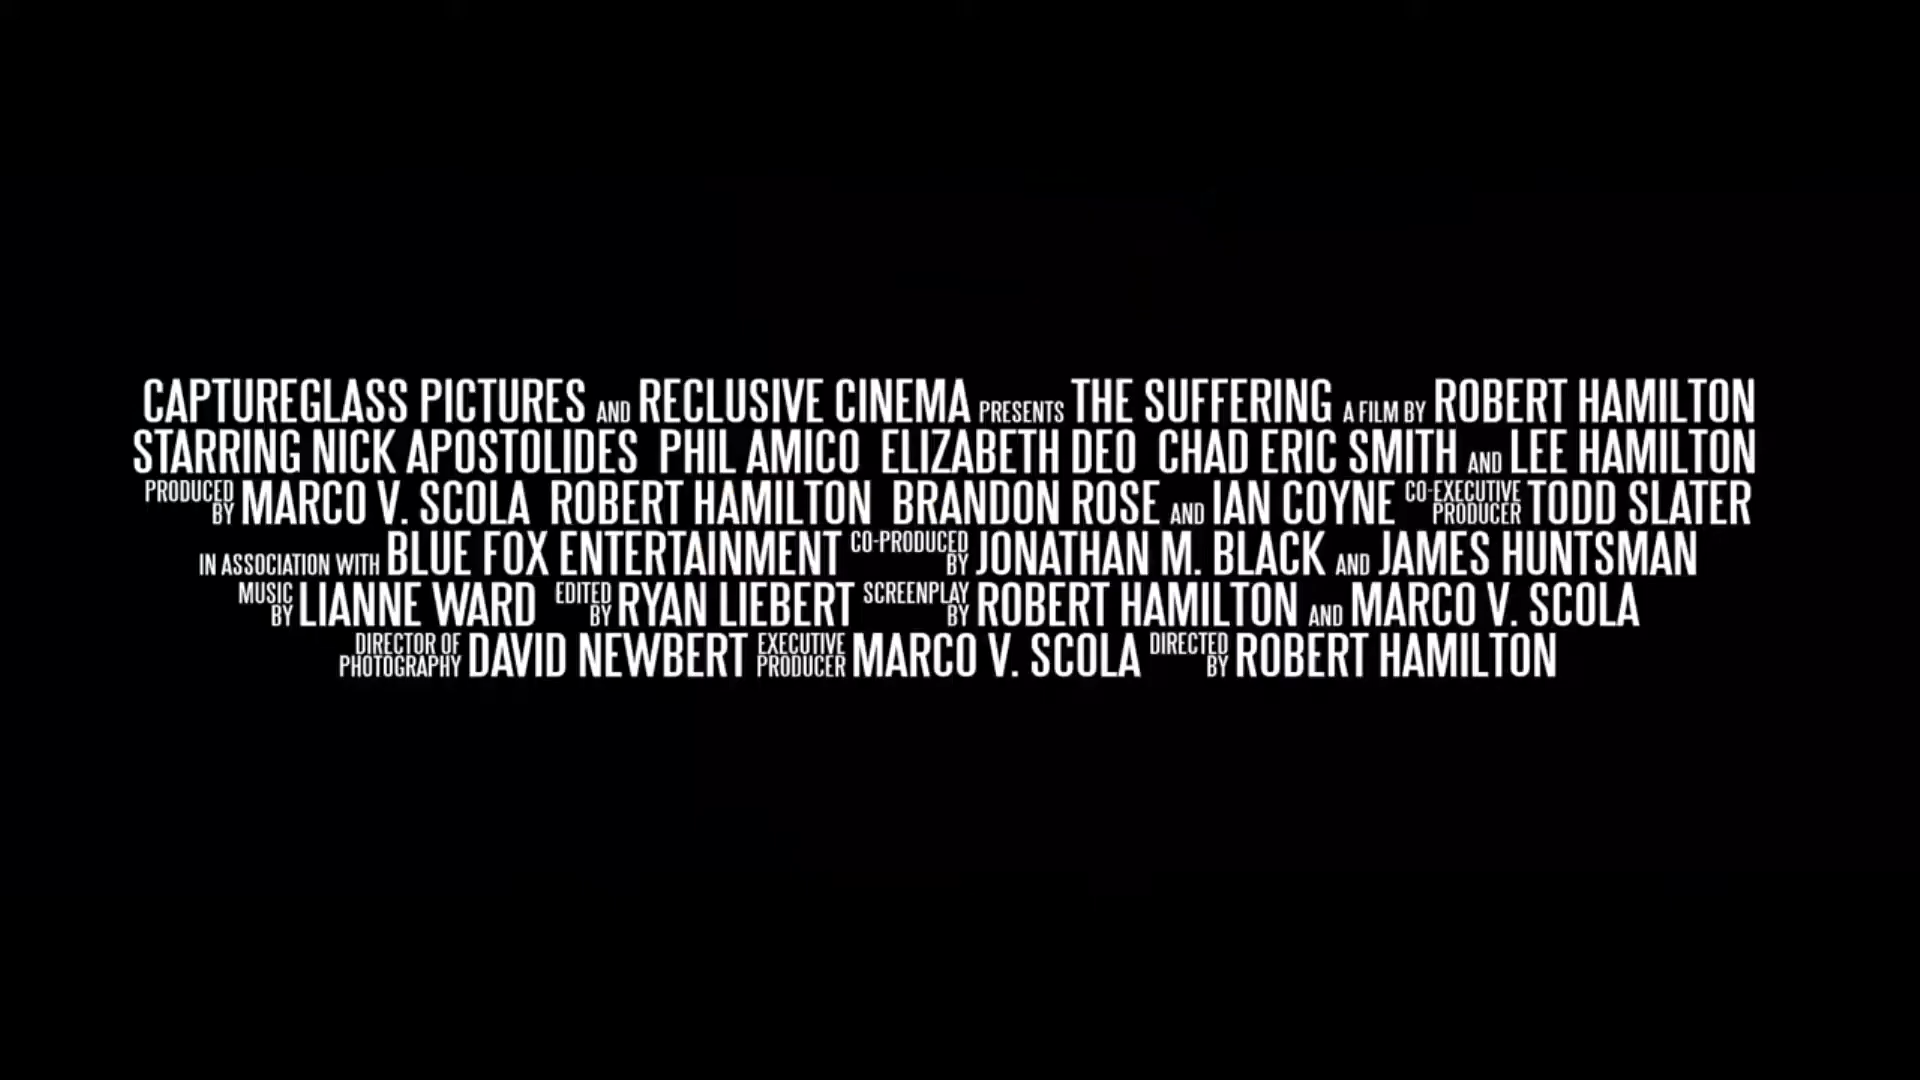 CAPTUREGLASS PICTURES AND RECLUSIVE CINEMA PRESENTS THE SUFFERING A FILM BY ROBERT HAMILTON
STARRING NICK APOSTOLIDES PHIL AMICO ELIZABETH DEO CHAD ERIC SMITH AND LEE HAMILTON
PRODUCED BY MARCO V. SCOLA ROBERT HAMILTON BRANDON ROSE AND IAN COYNE CO-EXECUTIVE PRODUCER TODD SLATER
IN ASSOCIATION WITH BLUE FOX ENTERTAINMENT CO-PRODUCED BY JONATHAN M. BLACK AND JAMES HUNTSMAN
MUSIC BY LIANNE WARD EDITED BY RYAN LIEBERT SCREENPLAY BY ROBERT HAMILTON AND MARCO V. SCOLA
DIRECTOR OF PHOTOGRAPHY DAVID NEWBERT EXECUTIVE PRODUCER MARCO V. SCOLA DIRECTED BY ROBERT HAMILTON